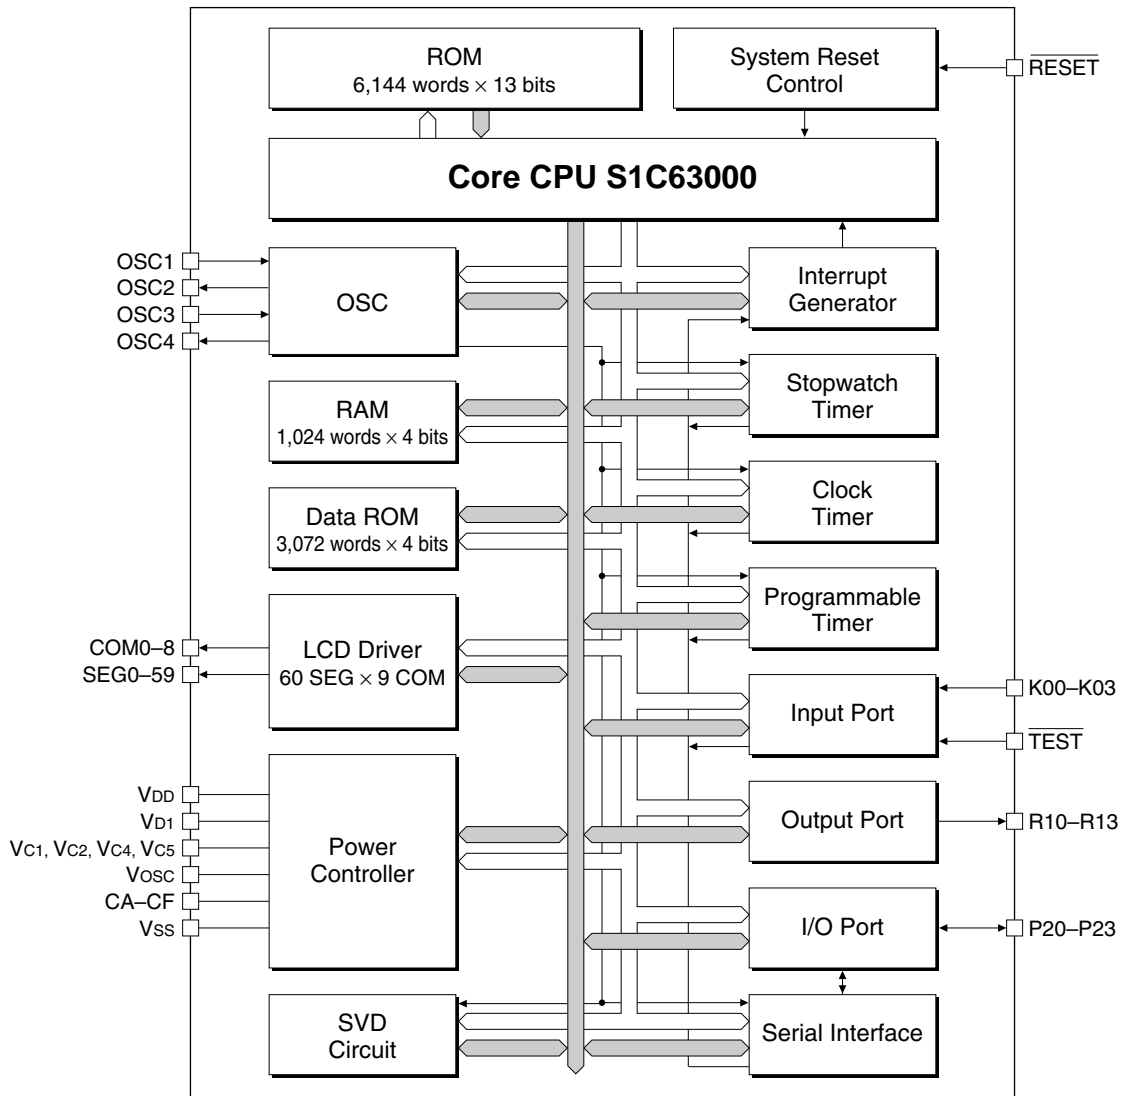 ROM
6,144 words × 13 bits
System Reset
Control
RESET
Core CPU S1C63000
OSC1
OSC2
OSC3
OSC4
OSC
Interrupt
Generator
RAM
1,024 words × 4 bits
Stopwatch
Timer
Data ROM
3,072 words × 4 bits
Clock
Timer
Programmable
Timer
COM0–8
SEG0–59
LCD Driver
60 SEG × 9 COM
Input Port
K00–K03
TEST
VDD
VD1
VC1, VC2, VC4, VC5
VOSC
CA–CF
VSS
Power
Controller
Output Port
R10–R13
I/O Port
P20–P23
SVD
Circuit
Serial Interface